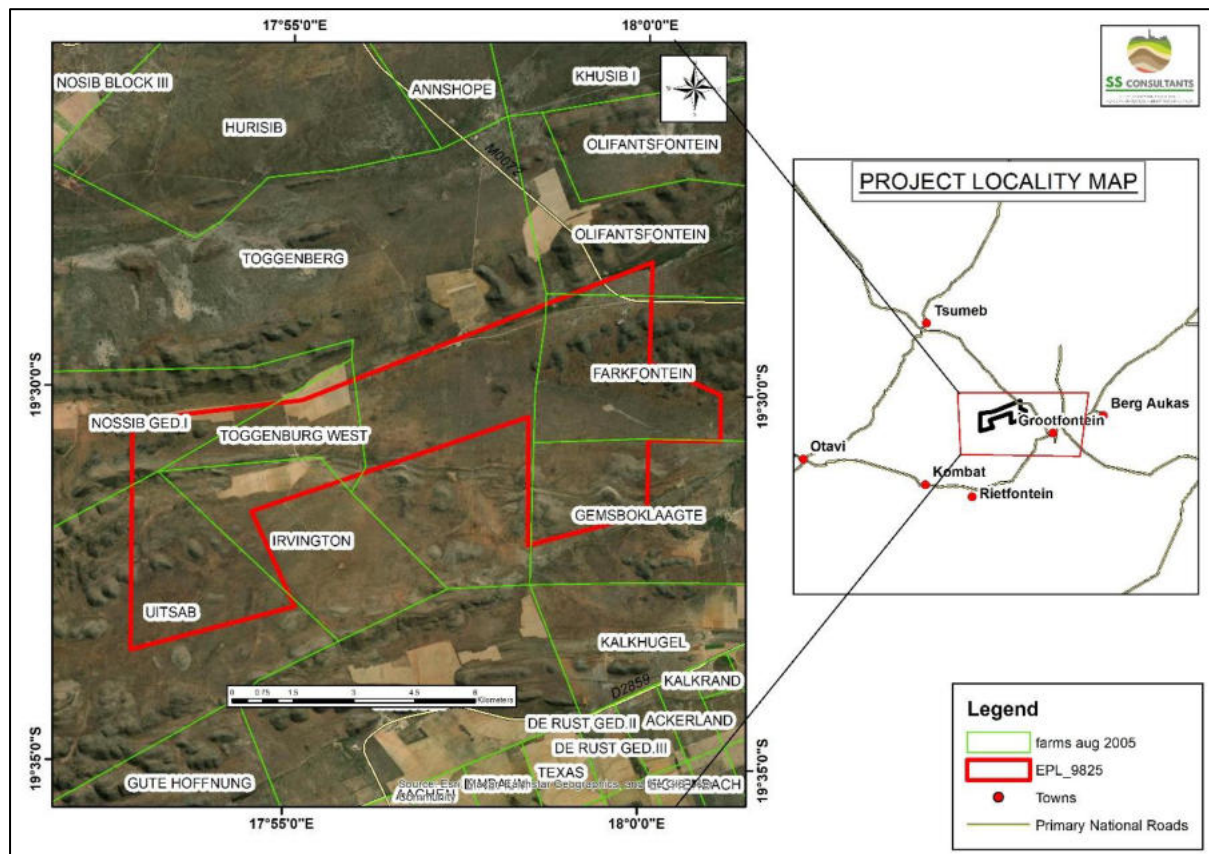 17°55'0"E
18°0'0"E
NOSIB BLOCK III
ANNSHOPE
KHUSIB I
HURISIB
OLIFANTSFONTEIN
M0072
OLIFANTSFONTEIN
TOGGENBERG
19°30'0"S
19°30'0"S
FARKFONTEIN
NOSSIB GED.I
TOGGENBURG WEST
GEMSBOKLAAGTE
IRVINGTON
UITSAB
KALKHUGEL
KALKRAND
0 0.75 1.5 3 4.5 6
Kilometers
D2859
DE RUST GED.II
ACKERLAND
DE RUST GED.III
TEXAS
GUTE HOFFNUNG
AACHEN
Source: Esri,
Community
19°35'0"S
19°35'0"S
17°55'0"E
18°0'0"E
SS CONSULTANTS
PROJECT LOCALITY MAP
Tsumeb
Berg Aukas
Grootfontein
Otavi
Kombat
Rietfontein
Legend
farms aug 2005
EPL_9825
Towns
Primary National Roads